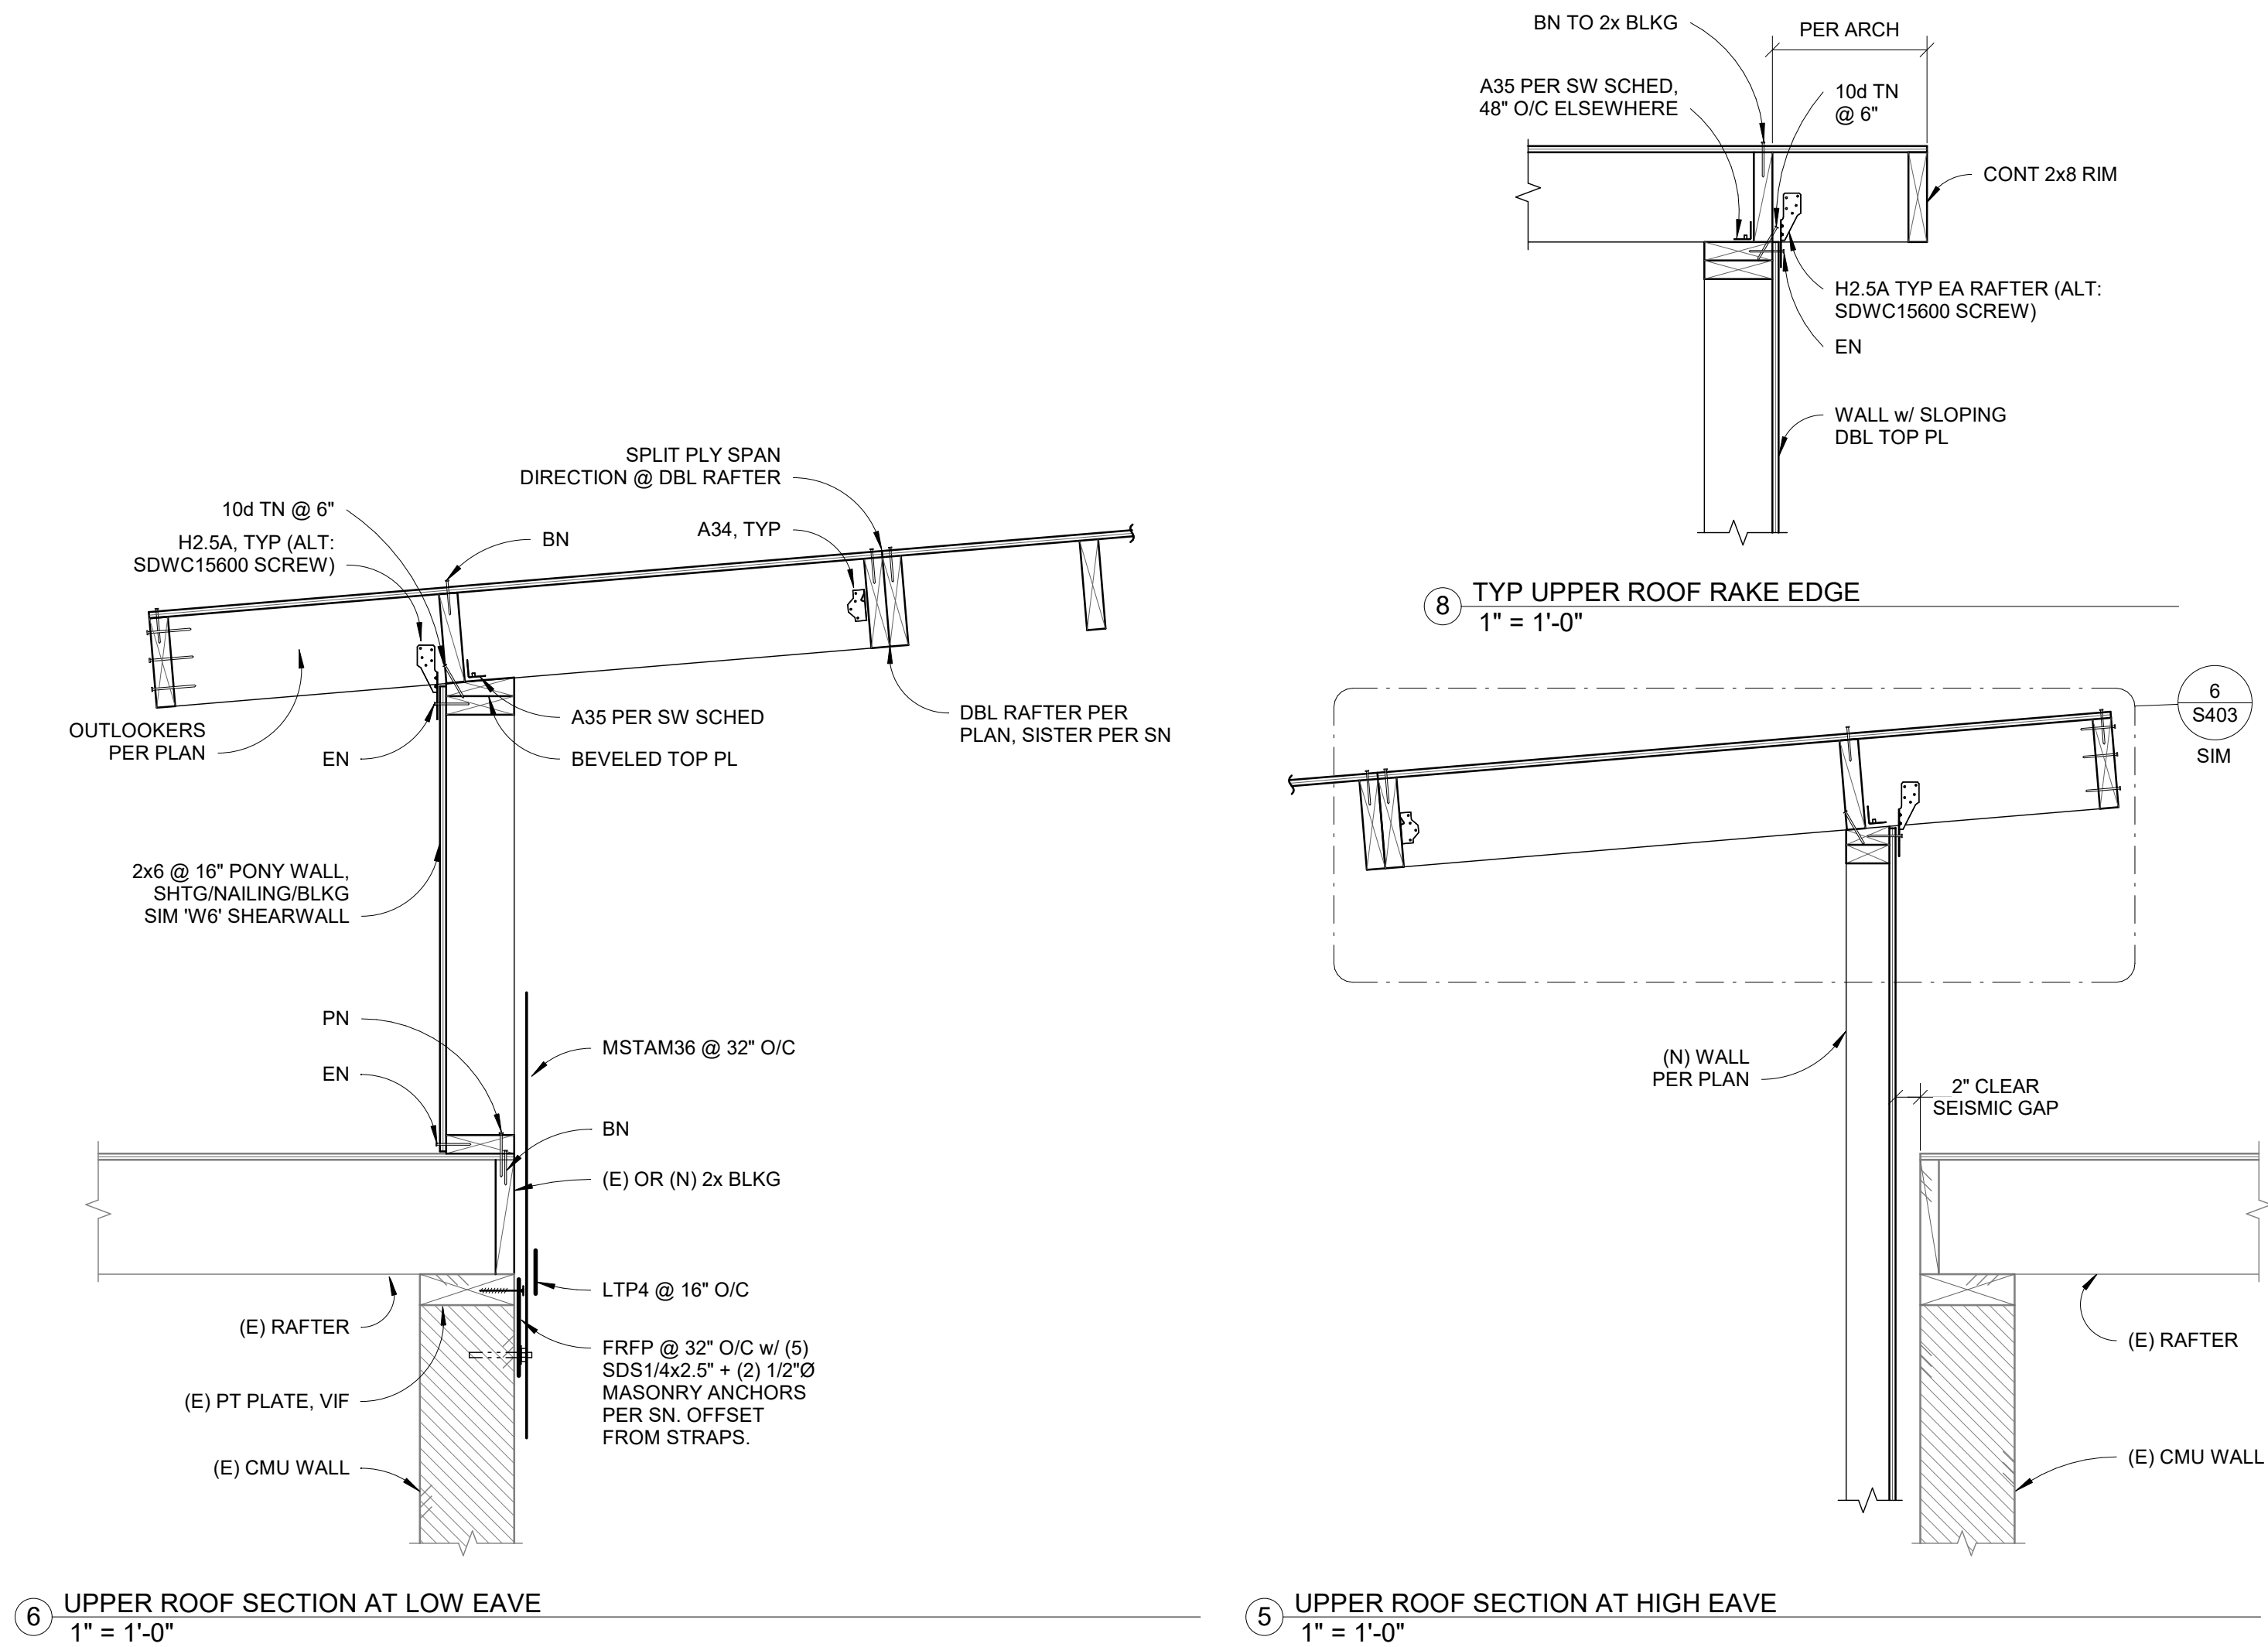 BN TO 2x BLKG
PER ARCH
A35 PER SW SCHED,
48" O/C ELSEWHERE
10d TN
@ 6"
CONT 2x8 RIM
H2.5A TYP EA RAFTER (ALT:
SDWC15600 SCREW)
EN
WALL w/ SLOPING
DBL TOP PL
8
TYP UPPER ROOF RAKE EDGE
1" = 1'-0"
SPLIT PLY SPAN
DIRECTION @ DBL RAFTER
10d TN @ 6"
H2.5A, TYP (ALT:
SDWC15600 SCREW)
BN
A34, TYP
OUTLOOKERS
PER PLAN
EN
A35 PER SW SCHED
BEVELED TOP PL
DBL RAFTER PER
PLAN, SISTER PER SN
2x6 @ 16" PONY WALL,
SHTG/NAILING/BLKG
SIM 'W6' SHEARWALL
PN
EN
MSTAM36 @ 32" O/C
BN
(E) OR (N) 2x BLKG
LTP4 @ 16" O/C
(E) RAFTER
FRFP @ 32" O/C w/ (5)
SDS1/4x2.5" + (2) 1/2"Ø
MASONRY ANCHORS
PER SN. OFFSET
FROM STRAPS.
(E) PT PLATE, VIF
(E) CMU WALL
6
UPPER ROOF SECTION AT LOW EAVE
1" = 1'-0"
6
S403
SIM
(N) WALL
PER PLAN
2" CLEAR
SEISMIC GAP
(E) RAFTER
(E) CMU WALL
5
UPPER ROOF SECTION AT HIGH EAVE
1" = 1'-0"